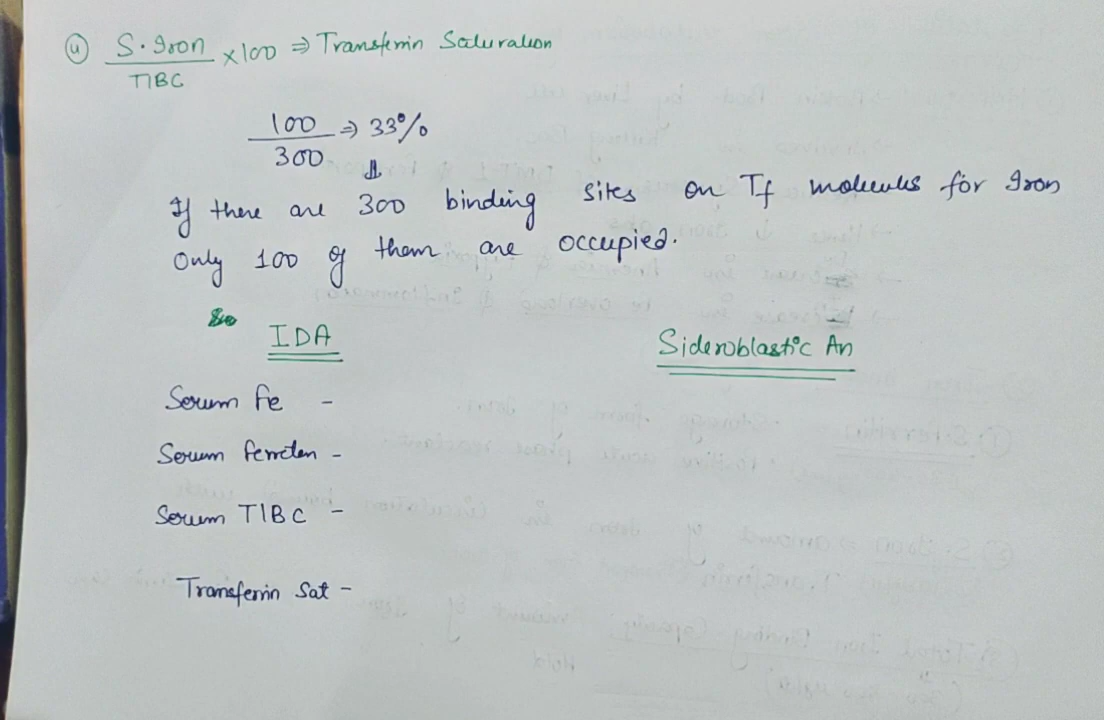 ④ S. Iron × 100 ⇒ Transferrin Saturation
TIBC
100 ⇒ 33%
300 ⇓
If there are 300 binding sites on Tf molecules for Iron
Only 100 of them are occupied.
IDA Sideroblastic An
Serum Fe -
Serum ferreten -
Serum TIBC -
Transferrin Sat -